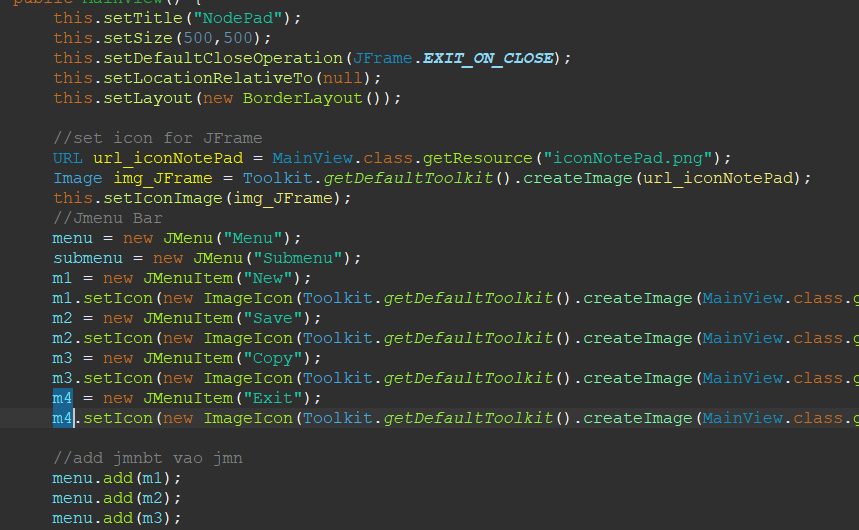 public MainView() {
this.setTitle("NodePad");
this.setSize(500,500);
this.setDefaultCloseOperation(JFrame.EXIT_ON_CLOSE);
this.setLocationRelativeTo(null);
this.setLayout(new BorderLayout());
//set icon for JFrame
URL url_iconNotePad = MainView.class.getResource("iconNotePad.png");
Image img_JFrame = Toolkit.getDefaultToolkit().createImage(url_iconNotePad);
this.setIconImage(img_JFrame);
//Jmenu Bar
menu = new JMenu("Menu");
submenu = new JMenu("Submenu");
m1 = new JMenuItem("New");
m1.setIcon(new ImageIcon(Toolkit.getDefaultToolkit().createImage(MainView.class.g
m2 = new JMenuItem("Save");
m2.setIcon(new ImageIcon(Toolkit.getDefaultToolkit().createImage(MainView.class.g
m3 = new JMenuItem("Copy");
m3.setIcon(new ImageIcon(Toolkit.getDefaultToolkit().createImage(MainView.class.g
m4 = new JMenuItem("Exit");
m4.setIcon(new ImageIcon(Toolkit.getDefaultToolkit().createImage(MainView.class.g
//add jmnbt vao jmn
menu.add(m1);
menu.add(m2);
menu.add(m3);